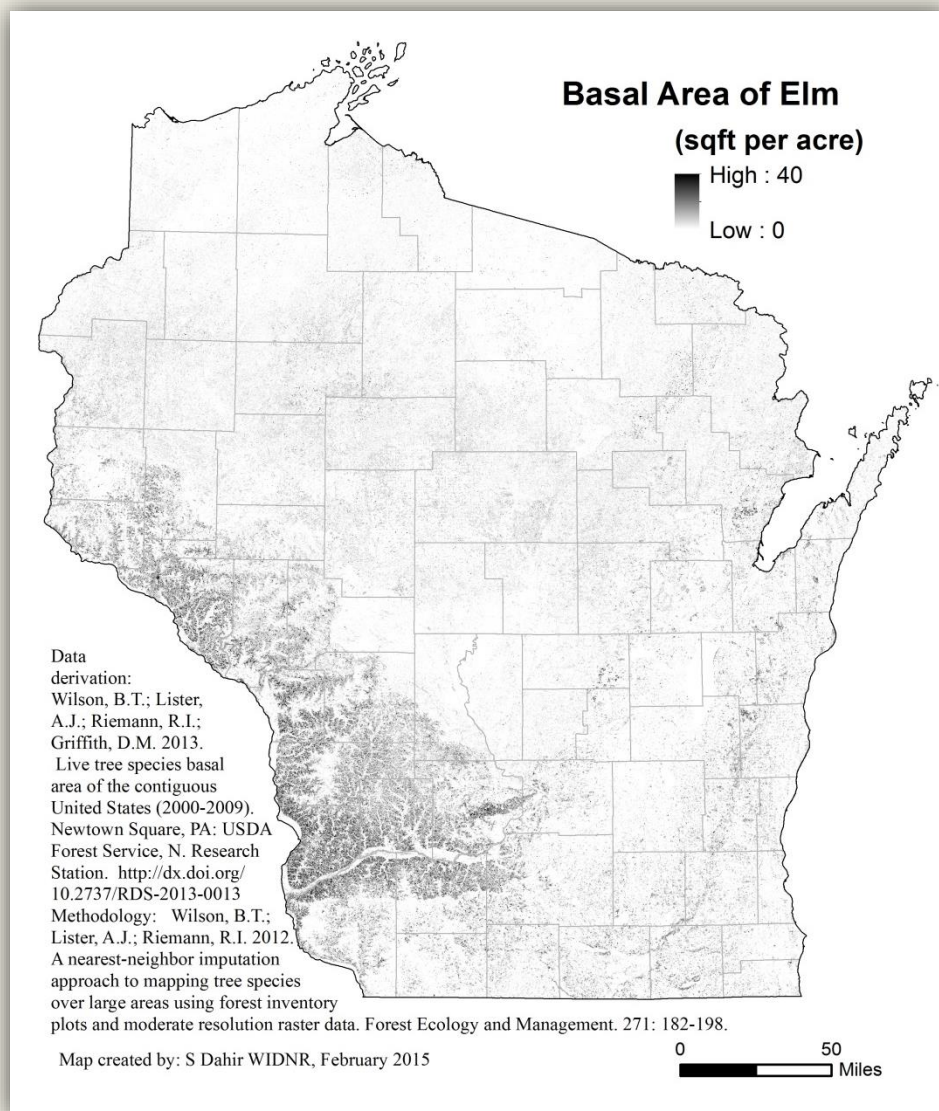 Basal Area of Elm
(sqft per acre)
High : 40
Low : 0
Data
derivation:
Wilson, B.T.; Lister,
A.J.; Riemann, R.I.;
Griffith, D.M. 2013.
Live tree species basal
area of the contiguous
United States (2000-2009).
Newtown Square, PA: USDA
Forest Service, N. Research
Station. http://dx.doi.org/
10.2737/RDS-2013-0013
Methodology: Wilson, B.T.;
Lister, A.J.; Riemann, R.I. 2012.
A nearest-neighbor imputation
approach to mapping tree species
over large areas using forest inventory
plots and moderate resolution raster data. Forest Ecology and Management. 271: 182-198.
Map created by: S Dahir WIDNR, February 2015
0 50
Miles